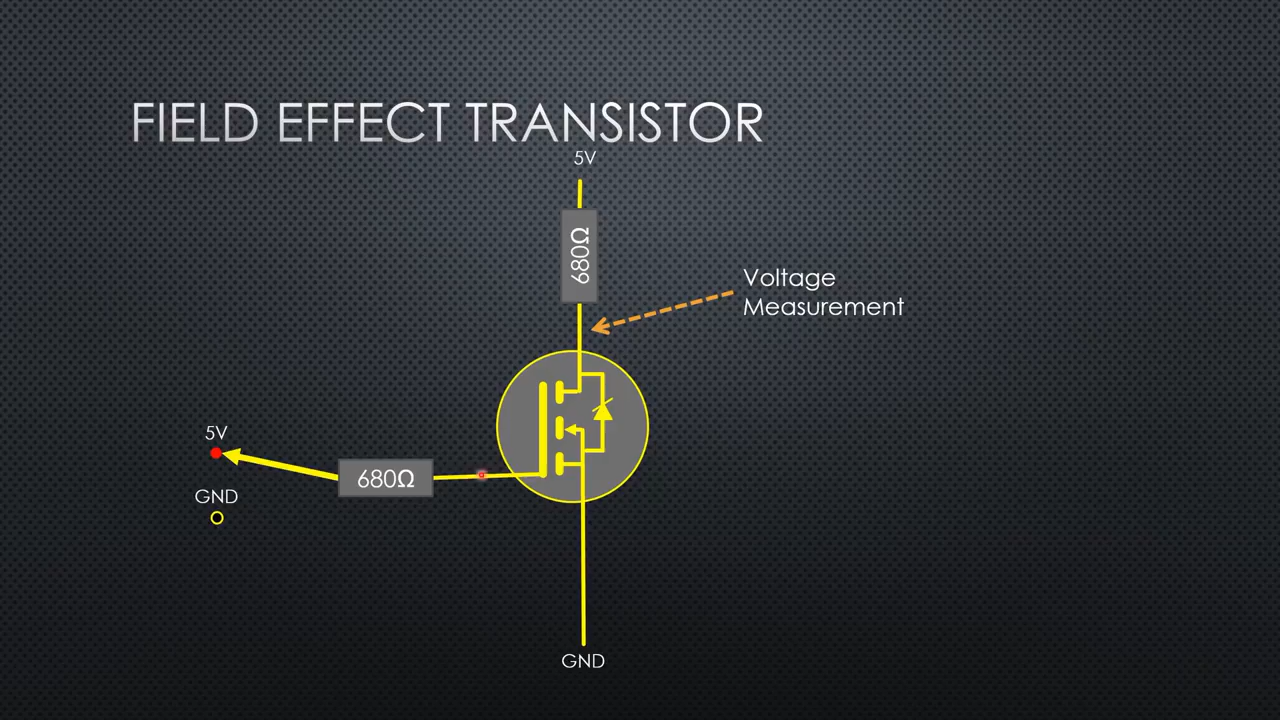 FIELD EFFECT TRANSISTOR
5V
680Ω
Voltage
Measurement
5V
680Ω
GND
GND